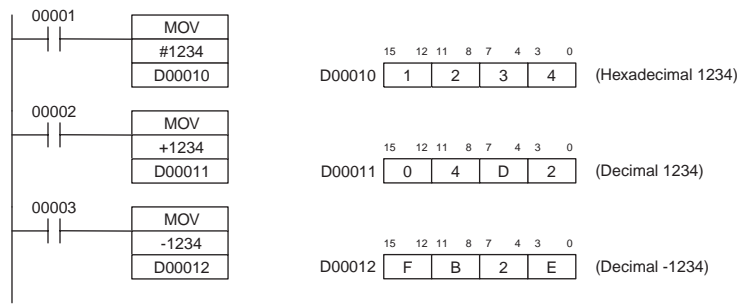 00001
MOV
#1234
D00010
15 12 11 8 7 4 3 0
D00010 1 2 3 4 (Hexadecimal 1234)
00002
MOV
+1234
D00011
15 12 11 8 7 4 3 0
D00011 0 4 D 2 (Decimal 1234)
00003
MOV
-1234
D00012
15 12 11 8 7 4 3 0
D00012 F B 2 E (Decimal -1234)